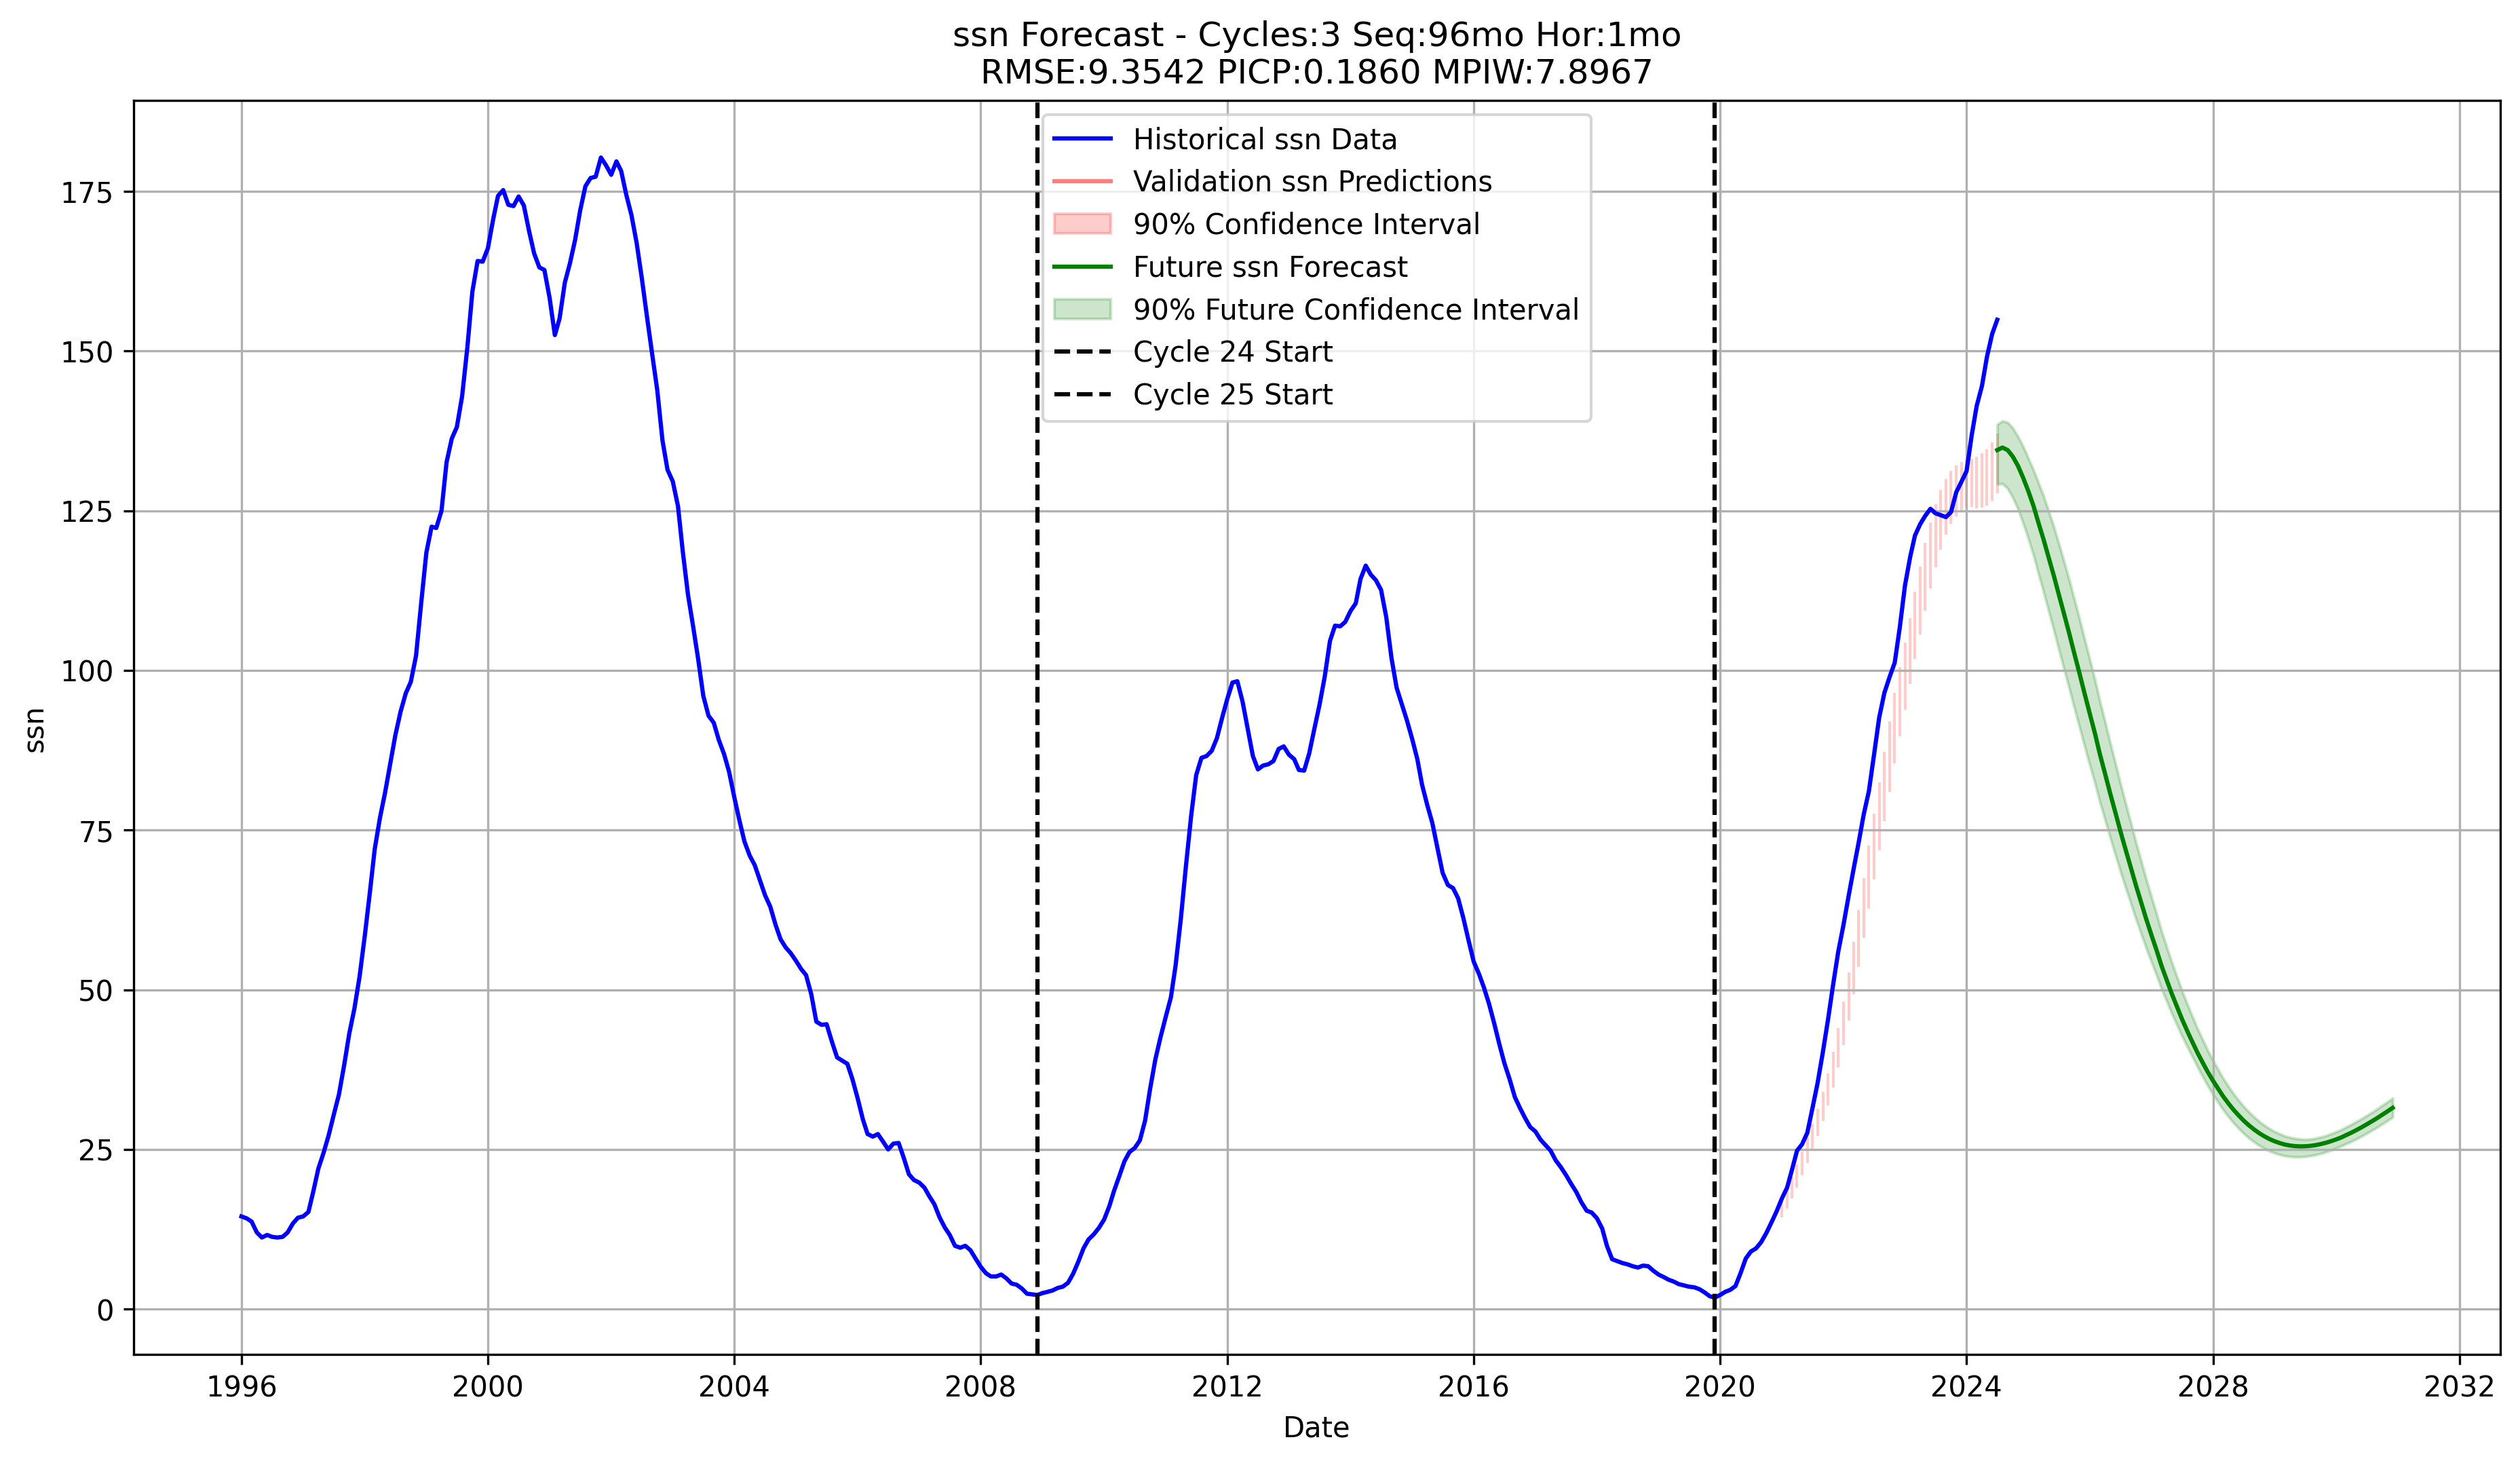 ssn Forecast - Cycles:3 Seq:96mo Hor:1mo
RMSE:9.3542 PICP:0.1860 MPIW:7.8967
Historical ssn Data
Validation ssn Predictions
90% Confidence Interval
Future ssn Forecast
90% Future Confidence Interval
Cycle 24 Start
Cycle 25 Start
175
150
125
100
75
50
25
0
ssn
1996 2000 2004 2008 2012 2016 2020 2024 2028 2032
Date